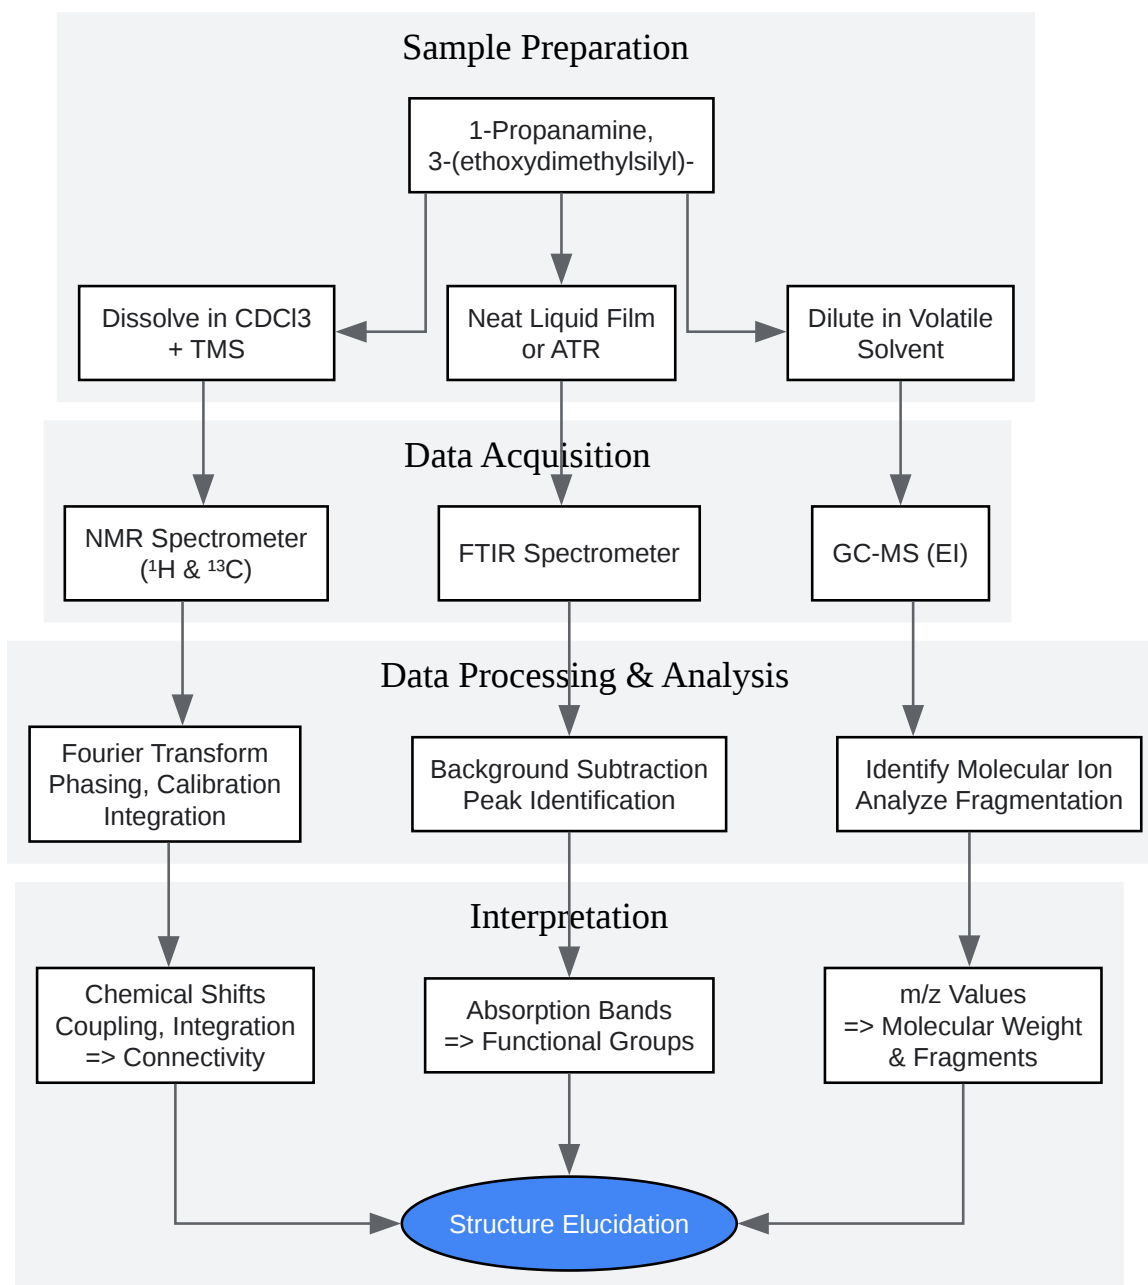 Sample Preparation
1-Propanamine,
3-(ethoxydimethylsilyl)-
Dissolve in CDCl3
+ TMS
Neat Liquid Film
or ATR
Dilute in Volatile
Solvent
Data Acquisition
NMR Spectrometer
(¹H & ¹³C)
FTIR Spectrometer
GC-MS (EI)
Data Processing & Analysis
Fourier Transform
Phasing, Calibration
Integration
Background Subtraction
Peak Identification
Identify Molecular Ion
Analyze Fragmentation
Interpretation
Chemical Shifts
Coupling, Integration
=> Connectivity
Absorption Bands
=> Functional Groups
m/z Values
=> Molecular Weight
& Fragments
Structure Elucidation